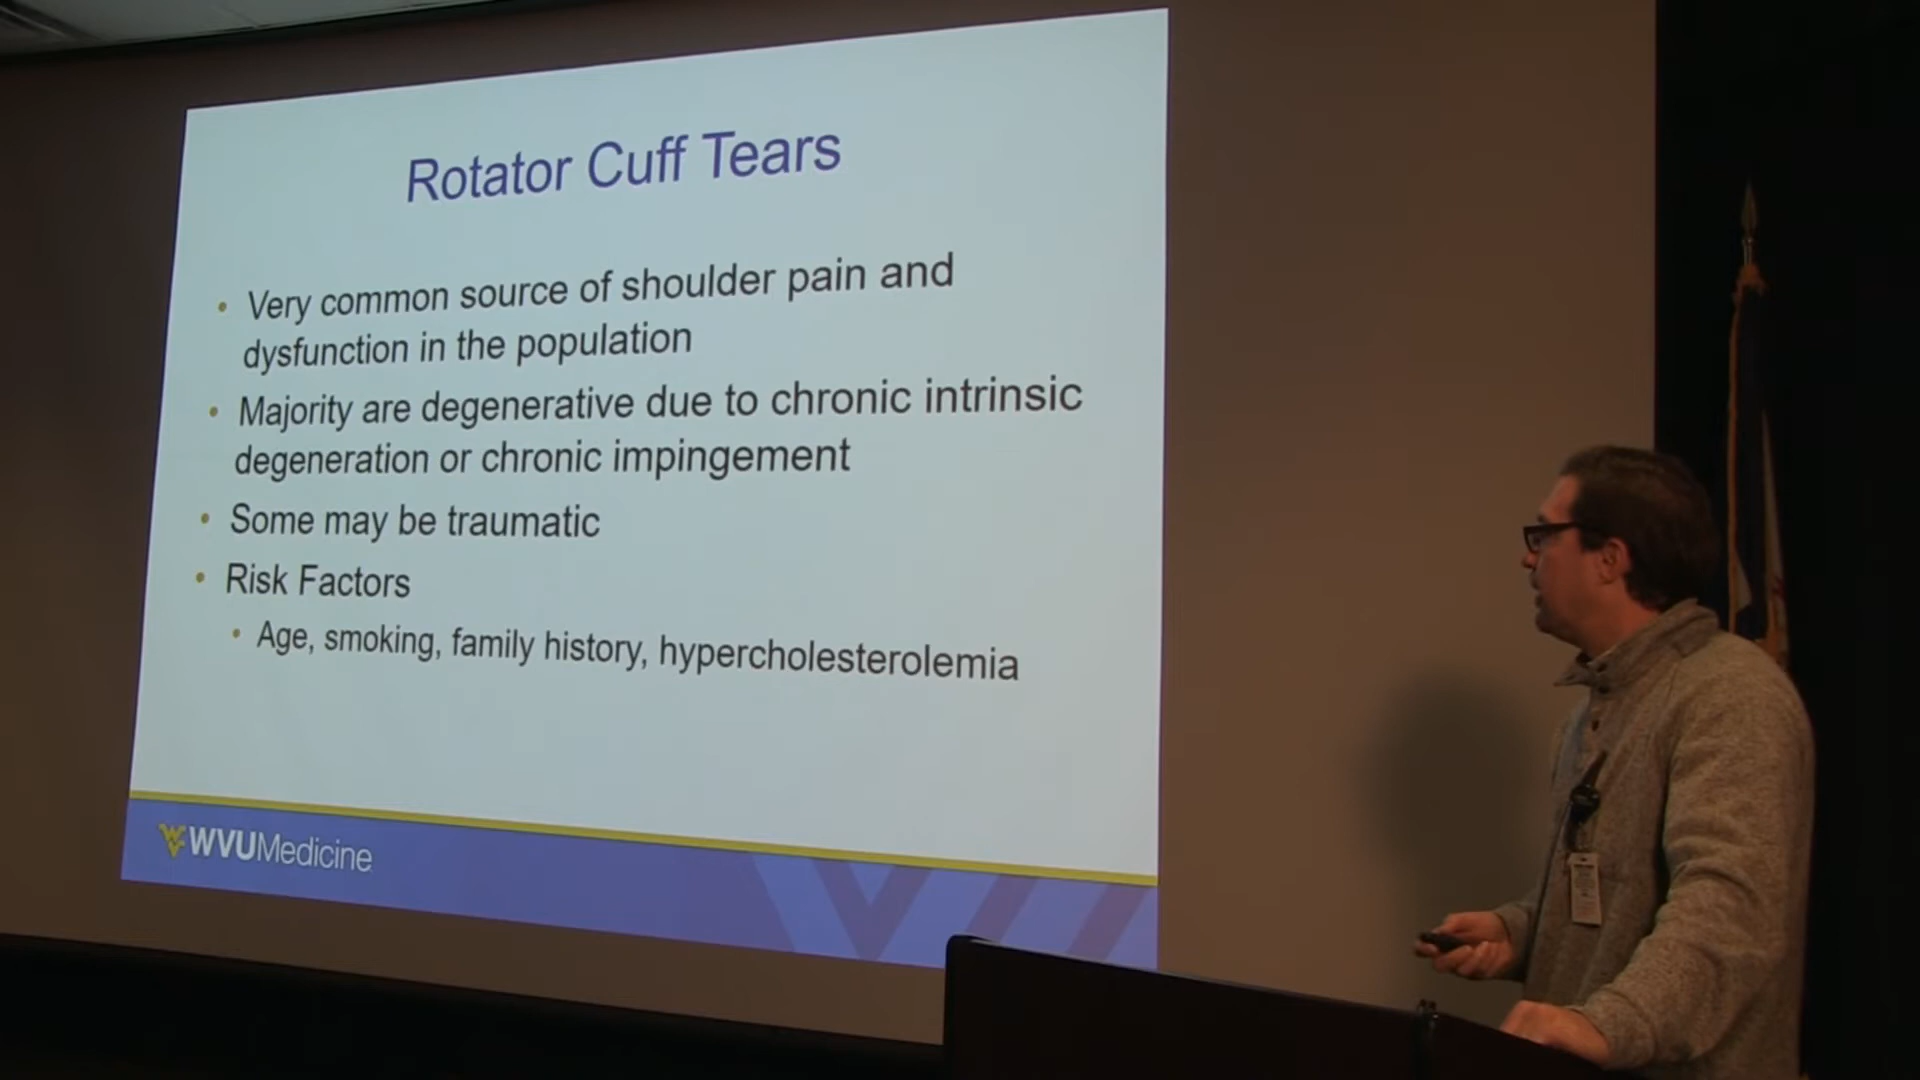 Rotator Cuff Tears
• Very common source of shoulder pain and
dysfunction in the population
• Majority are degenerative due to chronic intrinsic
degeneration or chronic impingement
• Some may be traumatic
• Risk Factors
• Age, smoking, family history, hypercholesterolemia
WVUMedicine